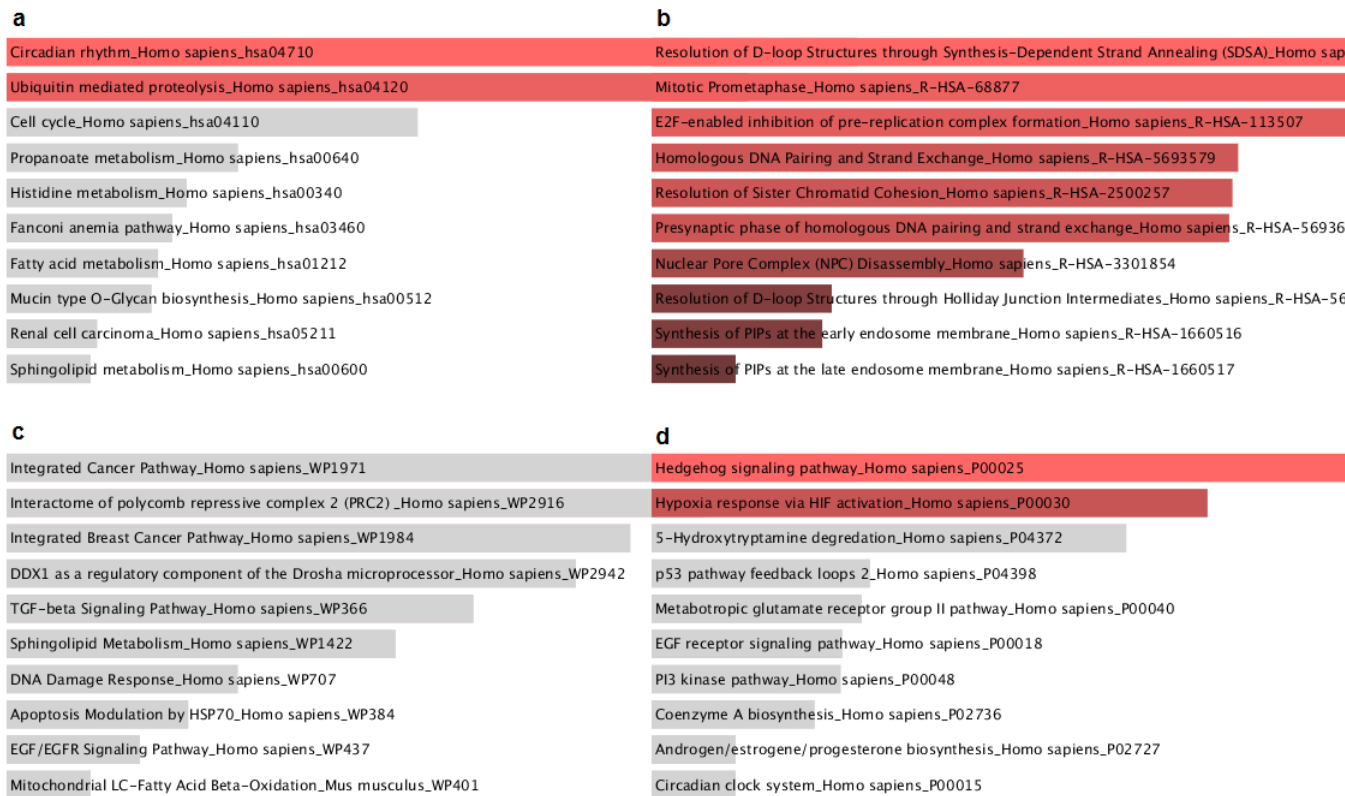 a
Circadian rhythm_Homo sapiens_hsa04710
Ubiquitin mediated proteolysis_Homo sapiens_hsa04120
Cell cycle_Homo sapiens_hsa04110
Propanoate metabolism_Homo sapiens_hsa00640
Histidine metabolism_Homo sapiens_hsa00340
Fanconi anemia pathway_Homo sapiens_hsa03460
Fatty acid metabolism_Homo sapiens_hsa01212
Mucin type O-Glycan biosynthesis_Homo sapiens_hsa00512
Renal cell carcinoma_Homo sapiens_hsa05211
Sphingolipid metabolism_Homo sapiens_hsa00600
b
Resolution of D-loop Structures through Synthesis-Dependent Strand Annealing (SDSA)_Homo sap
Mitotic Prometaphase_Homo sapiens_R-HSA-68877
E2F-enabled inhibition of pre-replication complex formation_Homo sapiens_R-HSA-113507
Homologous DNA Pairing and Strand Exchange_Homo sapiens_R-HSA-5693579
Resolution of Sister Chromatid Cohesion_Homo sapiens_R-HSA-2500257
Presynaptic phase of homologous DNA pairing and strand exchange_Homo sapiens_R-HSA-56936
Nuclear Pore Complex (NPC) Disassembly_Homo sapiens_R-HSA-3301854
Resolution of D-loop Structures through Holliday Junction Intermediates_Homo sapiens_R-HSA-56
Synthesis of PIPs at the early endosome membrane_Homo sapiens_R-HSA-1660516
Synthesis of PIPs at the late endosome membrane_Homo sapiens_R-HSA-1660517
c
Integrated Cancer Pathway_Homo sapiens_WP1971
Interactome of polycomb repressive complex 2 (PRC2) _Homo sapiens_WP2916
Integrated Breast Cancer Pathway_Homo sapiens_WP1984
DDX1 as a regulatory component of the Drosha microprocessor_Homo sapiens_WP2942
TGF-beta Signaling Pathway_Homo sapiens_WP366
Sphingolipid Metabolism_Homo sapiens_WP1422
DNA Damage Response_Homo sapiens_WP707
Apoptosis Modulation by HSP70_Homo sapiens_WP384
EGF/EGFR Signaling Pathway_Homo sapiens_WP437
Mitochondrial LC-Fatty Acid Beta-Oxidation_Mus musculus_WP401
d
Hedgehog signaling pathway_Homo sapiens_P00025
Hypoxia response via HIF activation_Homo sapiens_P00030
5-Hydroxytryptamine degredation_Homo sapiens_P04372
p53 pathway feedback loops 2_Homo sapiens_P04398
Metabotropic glutamate receptor group II pathway_Homo sapiens_P00040
EGF receptor signaling pathway_Homo sapiens_P00018
PI3 kinase pathway_Homo sapiens_P00048
Coenzyme A biosynthesis_Homo sapiens_P02736
Androgen/estrogene/progesterone biosynthesis_Homo sapiens_P02727
Circadian clock system_Homo sapiens_P00015